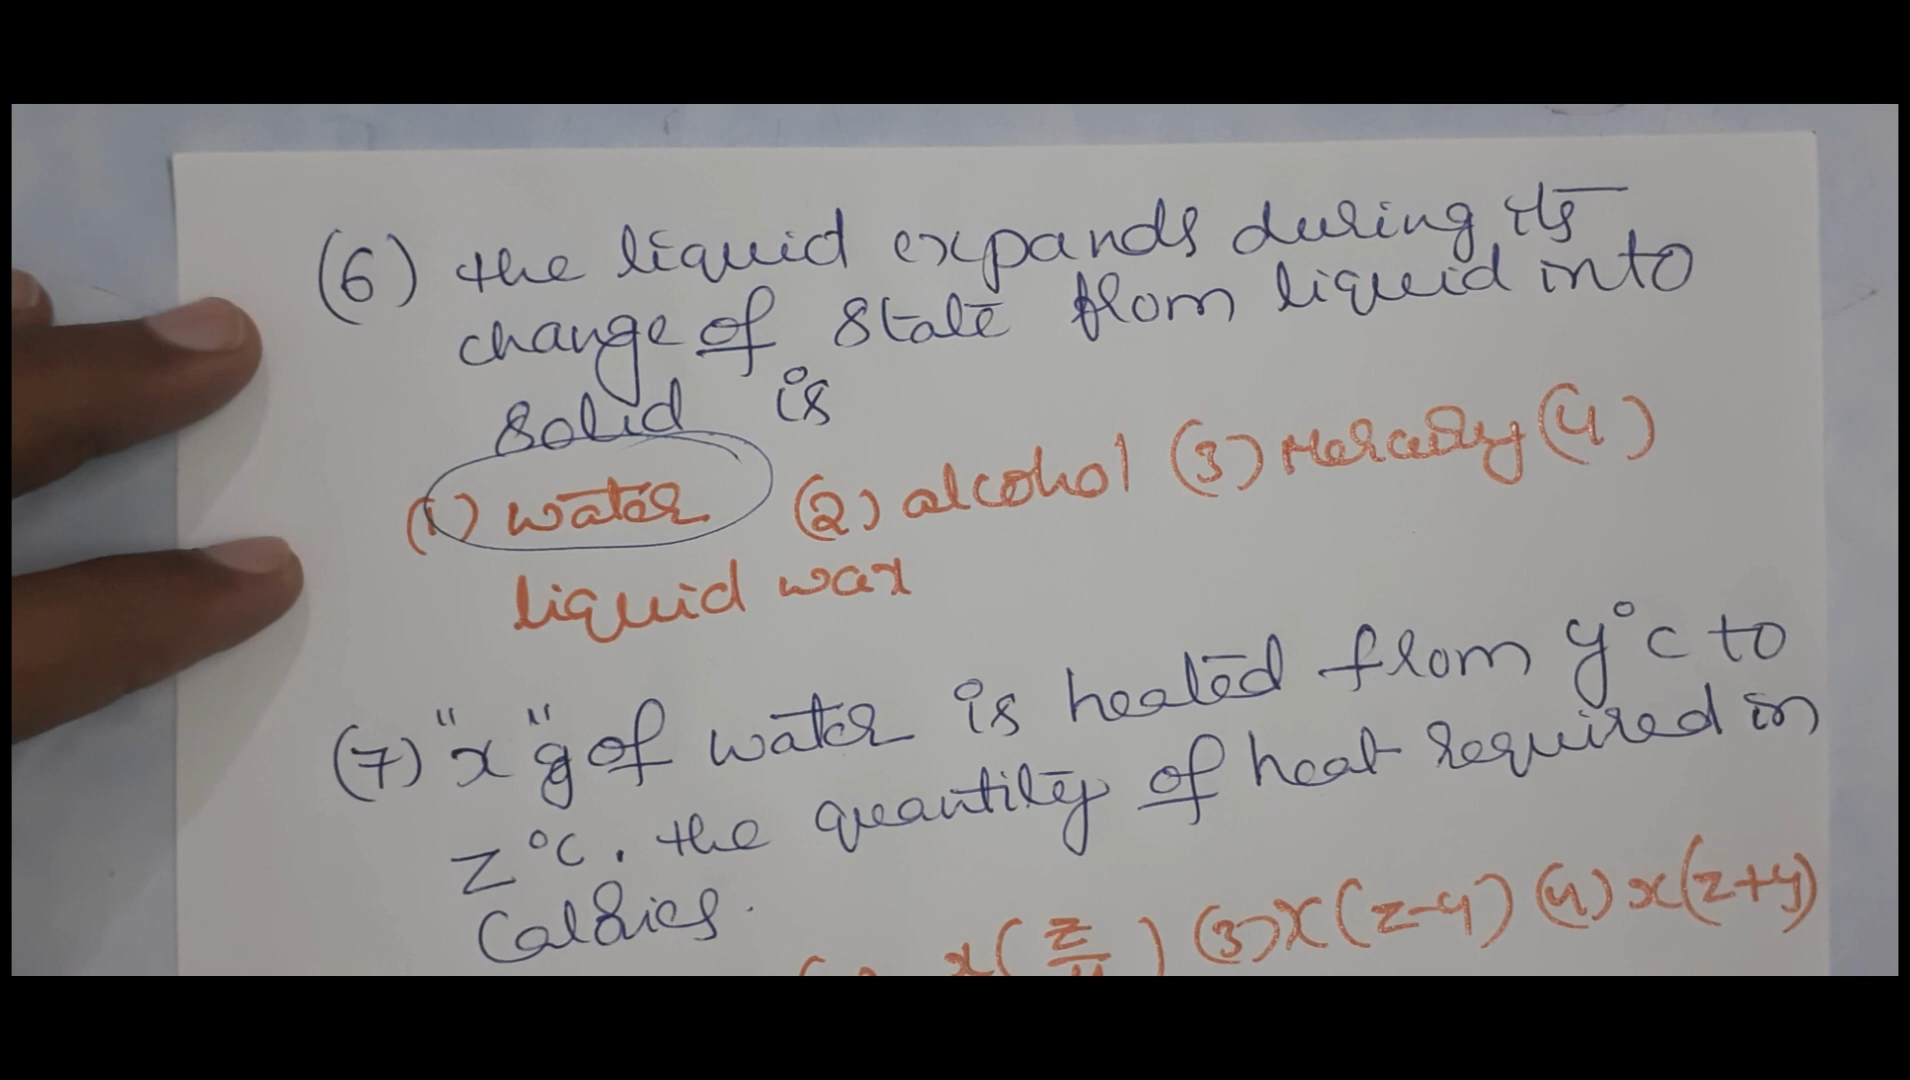 (6) the liquid expands during its
change of state from liquid into
solid is
(1) water (2) alcohol (3) Mercury (4)
liquid wax
(7) "x" g of water is heated from y°c to
z°c. the quantity of heat required in
Calories.
x(z/y) (3) x(z-y) (4) x(z+y)